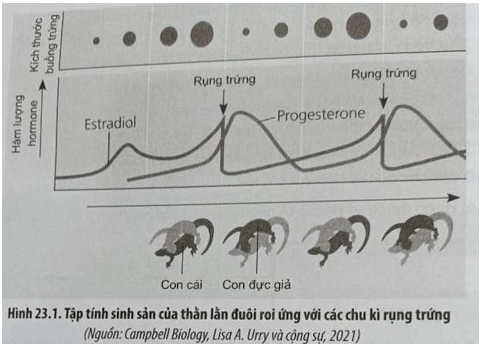 Kích thước
buồng trứng
Hàm lượng
hormone
Rụng trứng
Rụng trứng
Estradiol
Progesterone
Con cái
Con đực giả
Hình 23.1. Tập tính sinh sản của thằn lằn đuôi roi ứng với các chu kì rụng trứng
(Nguồn: Campbell Biology, Lisa A. Urry và cộng sự, 2021)